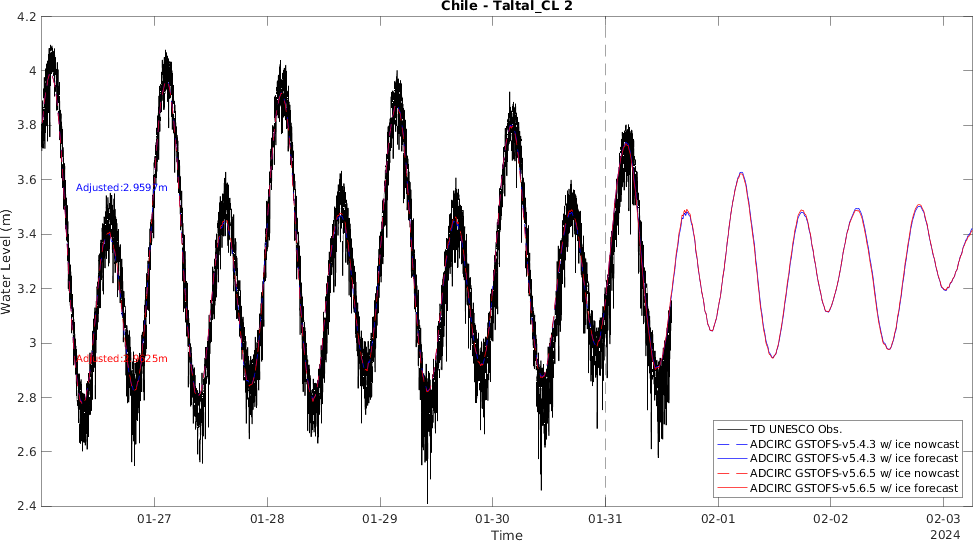 Chile - Taltal_CL 2
Water Level (m)
4.2
4
3.8
3.6
3.4
3.2
3
2.8
2.6
2.4
Adjusted:2.9597m
TD UNESCO Obs.
ADCIRC GSTOFS-v5.4.3 w/ ice nowcast
ADCIRC GSTOFS-v5.4.3 w/ ice forecast
ADCIRC GSTOFS-v5.6.5 w/ ice nowcast
ADCIRC GSTOFS-v5.6.5 w/ ice forecast
01-27
01-28
01-29
01-30
01-31
02-01
02-02
02-03
2024
Time